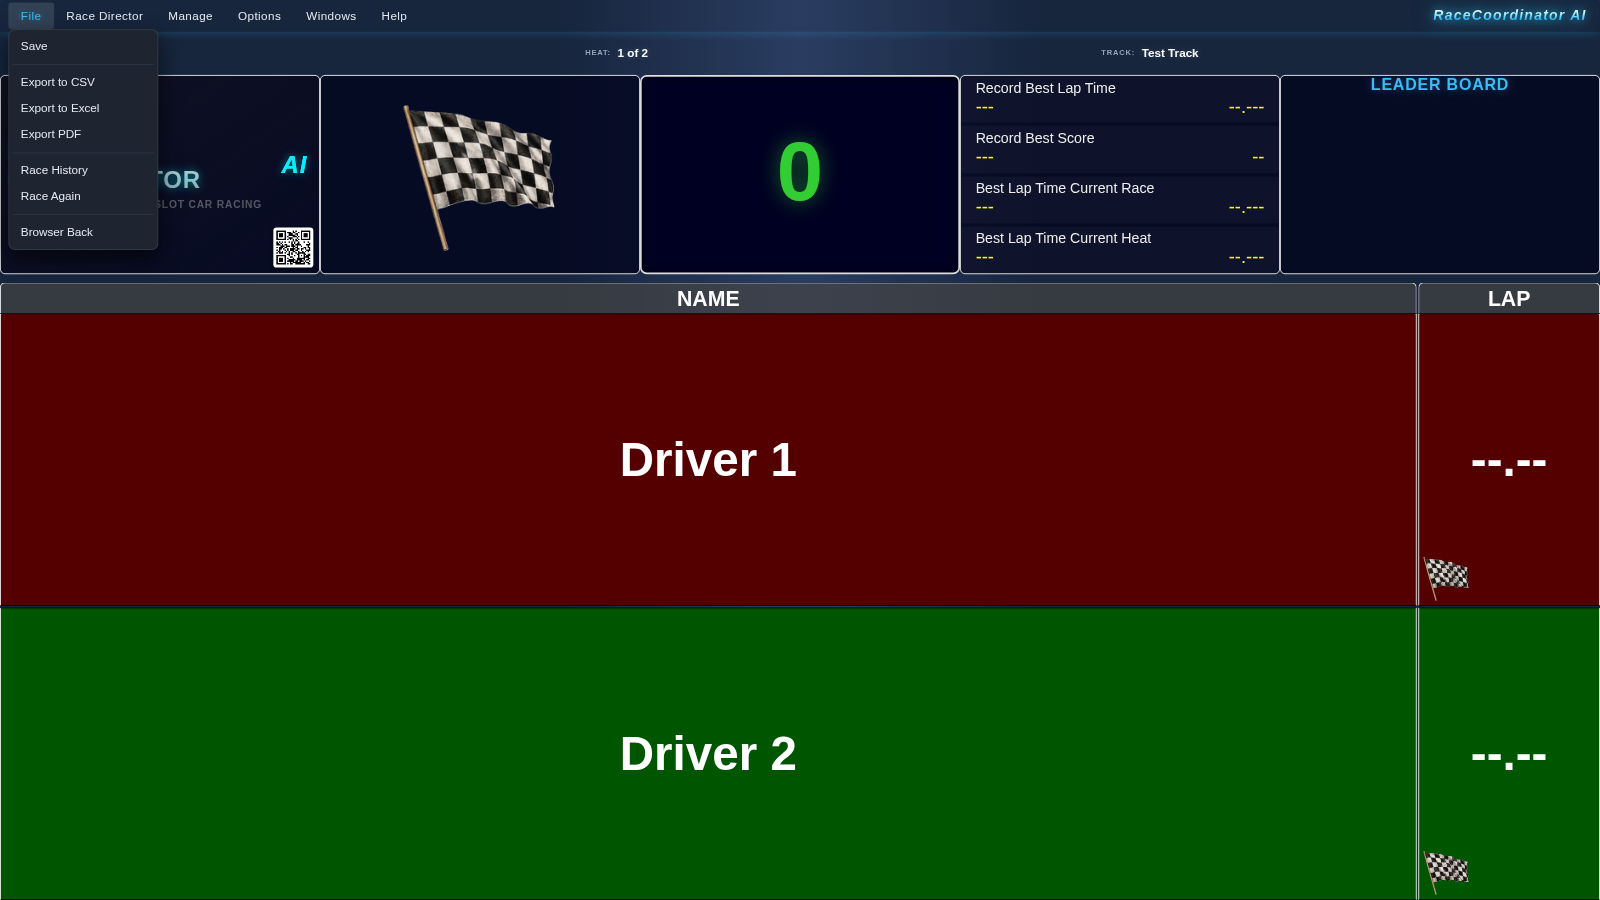 File Race Director Manage Options Windows Help RaceCoordinator AI
Save
Export to CSV
Export to Excel
Export PDF
Race History
Race Again
Browser Back
HEAT: 1 of 2
TRACK: Test Track
AI
SLOT CAR RACING
0
Record Best Lap Time
--- --.---
Record Best Score
--- --
Best Lap Time Current Race
--- --.---
Best Lap Time Current Heat
--- --.---
LEADER BOARD
NAME LAP
Driver 1 --.--
Driver 2 --.--